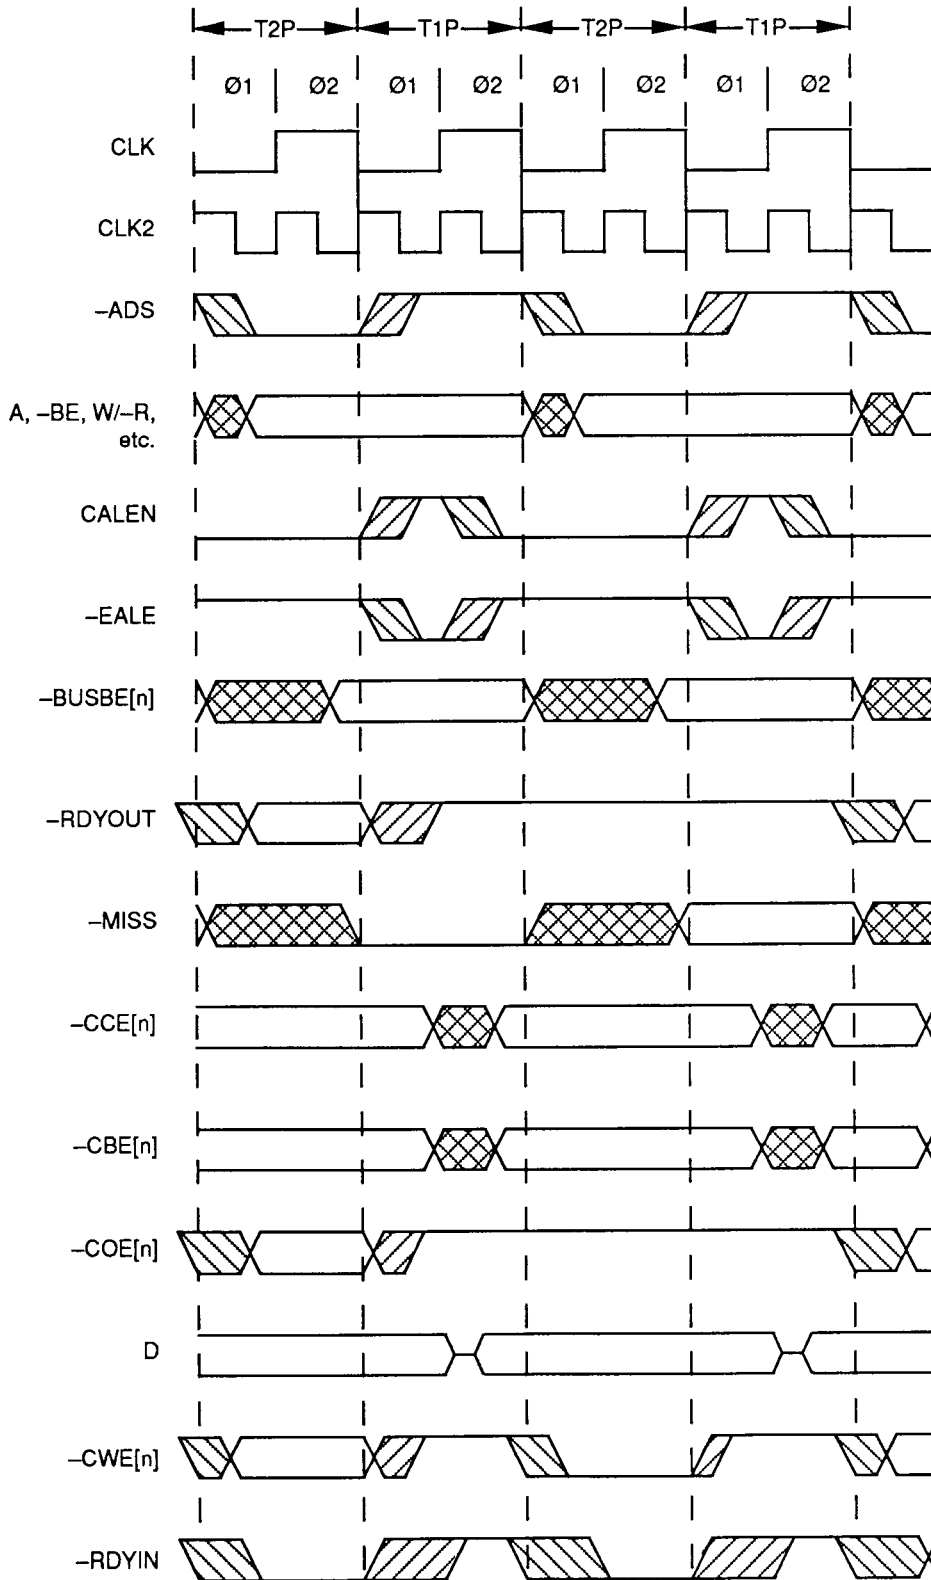 T2P T1P T2P T1P
Ø1 Ø2 Ø1 Ø2 Ø1 Ø2 Ø1 Ø2
CLK
CLK2
–ADS
A, –BE, W/–R,
etc.
CALEN
–EALE
–BUSBE[n]
–RDYOUT
–MISS
–CCE[n]
–CBE[n]
–COE[n]
D
–CWE[n]
–RDYIN